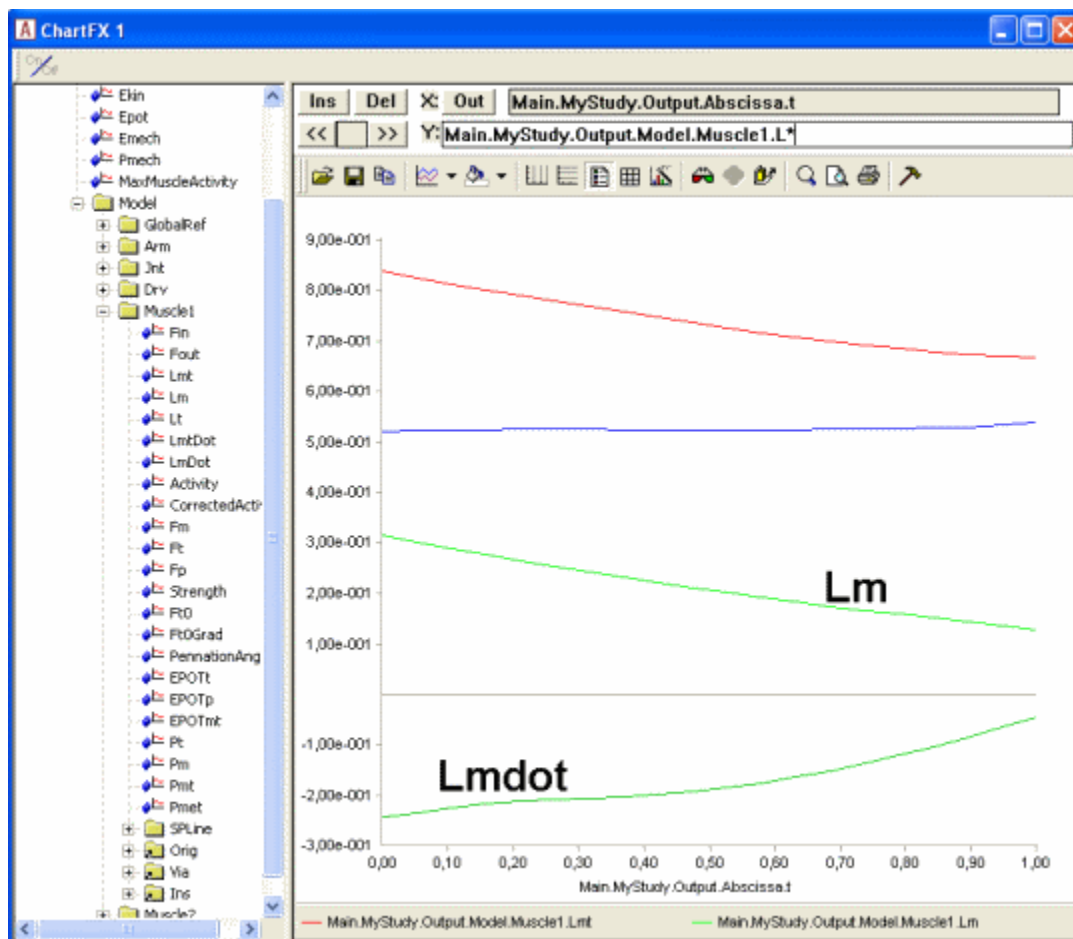 ChartFX 1
On/Off
Ekin
Epot
Emech
Pmech
MaxMuscleActivity
Model
GlobalRef
Arm
Jnt
Drv
Muscle1
Fin
Fout
Lmt
Lm
Lt
LmtDot
LmDot
Activity
CorrectedActi
Fm
Ft
Fp
Strength
Ft0
Ft0Grad
PennationAng
EPOTt
EPOTp
EPOTmt
Pt
Pm
Pmt
Pmet
SPLine
Orig
Via
Ins
Muscle2
Ins Del X: Out Main.MyStudy.Output.Abscissa.t
<< >> Y: Main.MyStudy.Output.Model.Muscle1.L*
9,00e-001
8,00e-001
7,00e-001
6,00e-001
5,00e-001
4,00e-001
3,00e-001
2,00e-001
1,00e-001
-1,00e-001
-2,00e-001
-3,00e-001
Lm
Lmdot
0,00 0,10 0,20 0,30 0,40 0,50 0,60 0,70 0,80 0,90 1,00
Main.MyStudy.Output.Abscissa.t
Main.MyStudy.Output.Model.Muscle1.Lmt Main.MyStudy.Output.Model.Muscle1.Lm